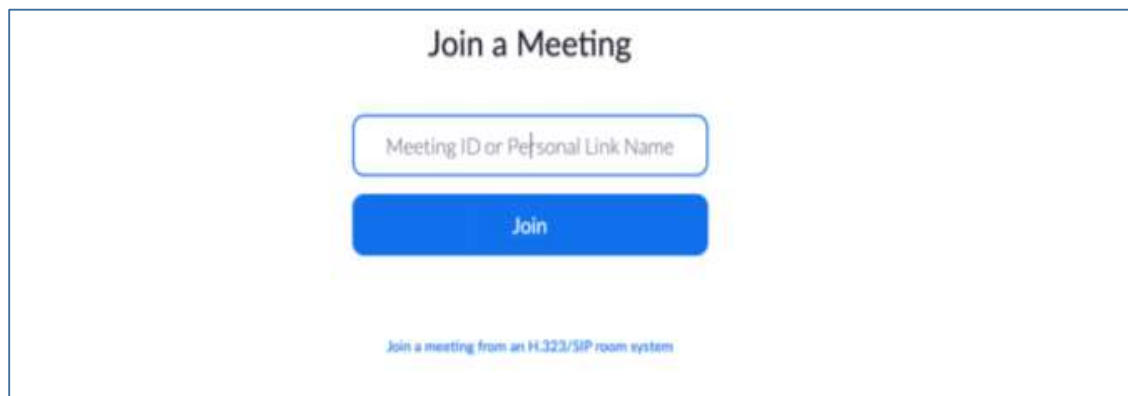 Join a Meeting
Meeting ID or Personal Link Name
Join
Join a meeting from an H.323/SIP room system